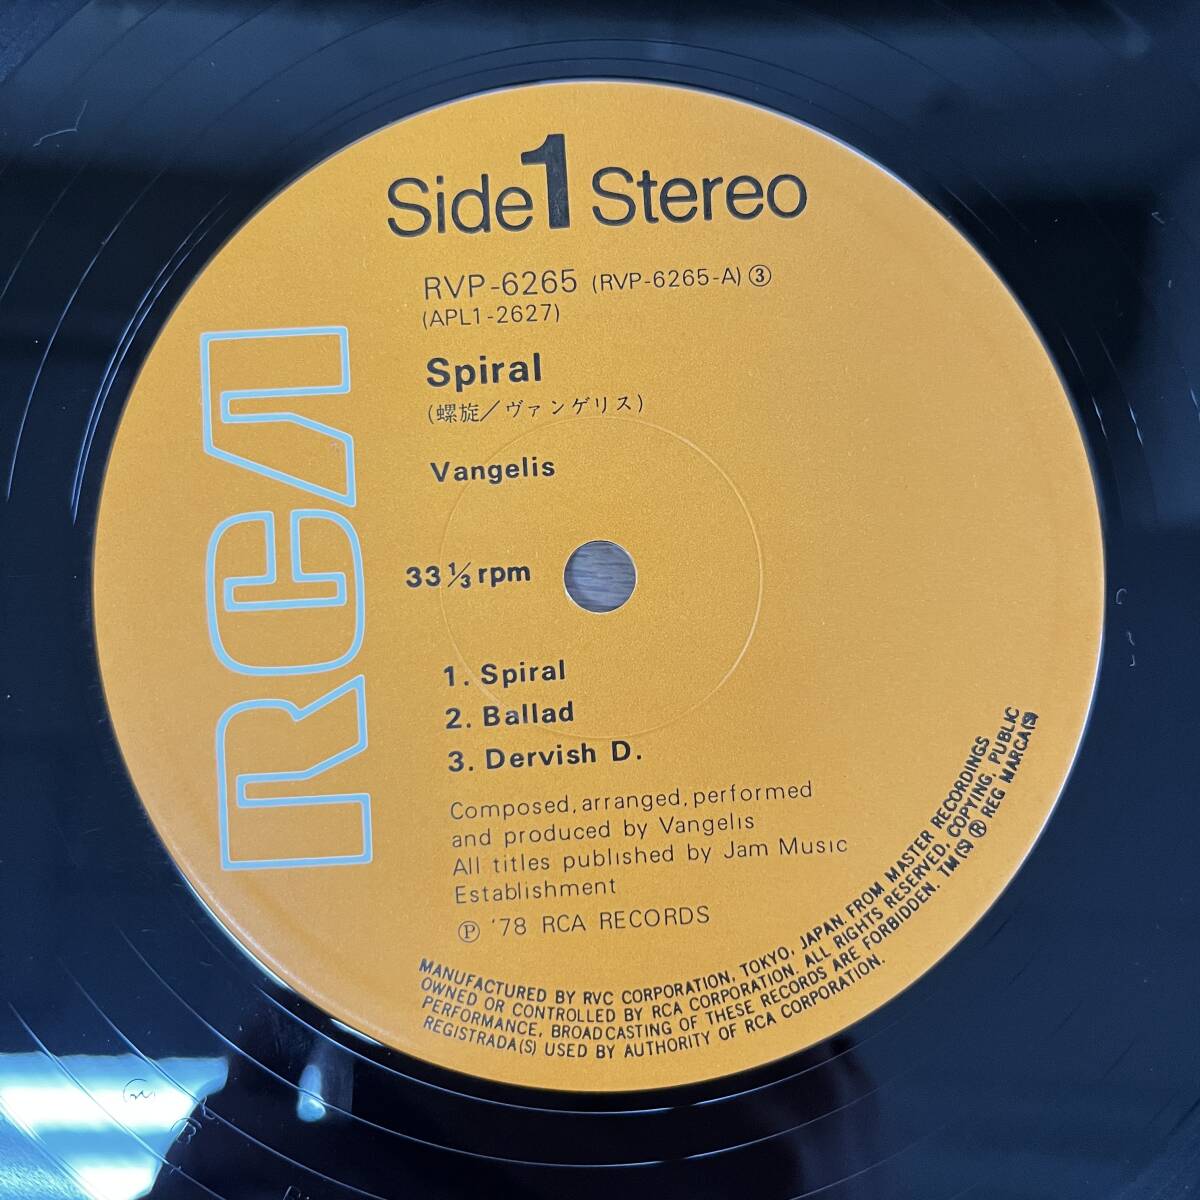 Side 1 Stereo
RVP-6265 (RVP-6265-A) ③
(APL1-2627)
Spiral
(螺旋／ヴァンゲリス)
Vangelis
33 1/3 rpm
1. Spiral
2. Ballad
3. Dervish D.
Composed, arranged, performed
and produced by Vangelis
All titles published by Jam Music
Establishment
Ⓟ '78 RCA RECORDS
RCA
MANUFACTURED BY RVC CORPORATION, TOKYO, JAPAN. FROM MASTER RECORDINGS
OWNED OR CONTROLLED BY RCA CORPORATION. ALL RIGHTS RESERVED. COPYING, PUBLIC
PERFORMANCE, BROADCASTING OF THESE RECORDS ARE FORBIDDEN. TM(S) ® REG MARCA(S)
REGISTRADA(S) USED BY AUTHORITY OF RCA CORPORATION.